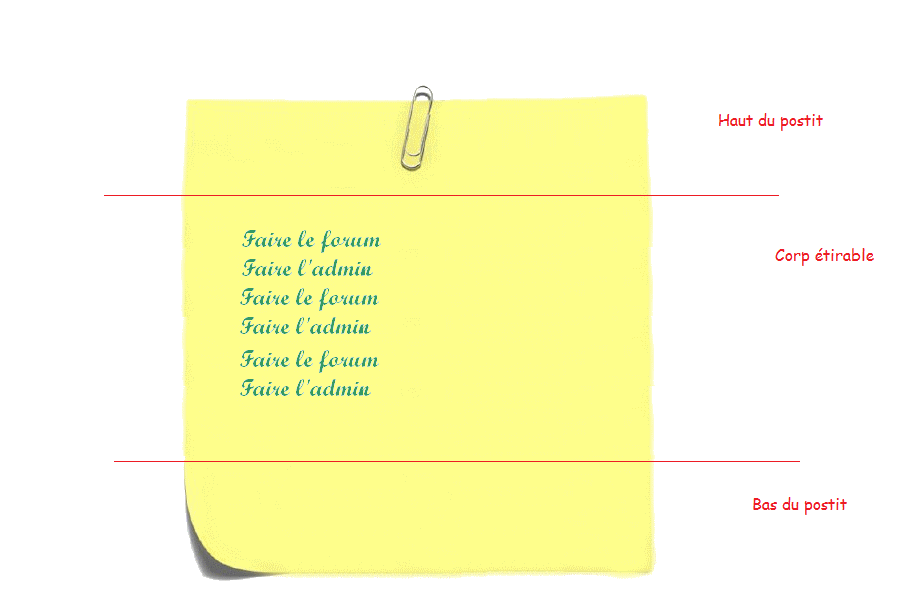 Haut du postit
Faire le forum
Corp étirable
Faire l'admin
Faire le forum
Faire l'admin
Faire le forum
Faire l'admin
Bas du postit